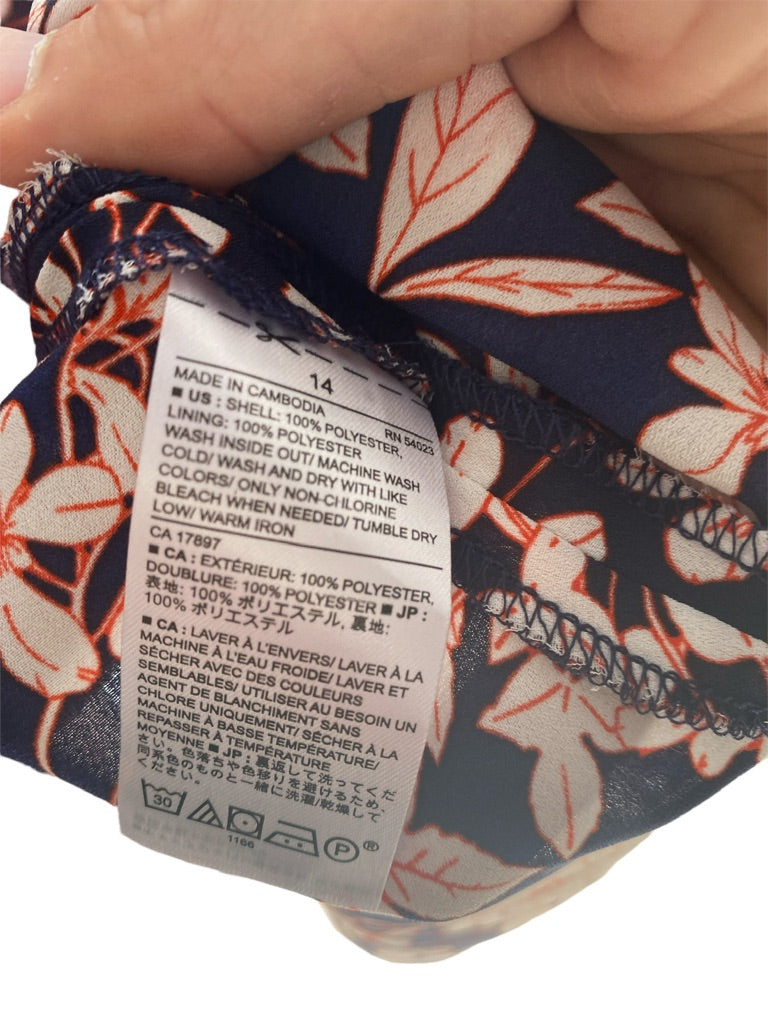 14
MADE IN CAMBODIA RN 54023
■ US : SHELL: 100% POLYESTER,
LINING: 100% POLYESTER
WASH INSIDE OUT/ MACHINE WASH
COLD/ WASH AND DRY WITH LIKE
COLORS/ ONLY NON-CHLORINE
BLEACH WHEN NEEDED/ TUMBLE DRY
LOW/ WARM IRON
CA 17897
■ CA : EXTÉRIEUR: 100% POLYESTER,
DOUBLURE: 100% POLYESTER ■ JP :
表地: 100% ポリエステル, 裏地:
100% ポリエステル
■ CA : LAVER À L'ENVERS/ LAVER À LA
MACHINE À L'EAU FROIDE/ LAVER ET
SÉCHER AVEC DES COULEURS
SEMBLABLES/ UTILISER AU BESOIN UN
AGENT DE BLANCHIMENT SANS
CHLORE UNIQUEMENT/ SÉCHER À LA
MACHINE À BASSE TEMPÉRATURE/
REPASSER À TEMPÉRATURE
MOYENNE ■ JP : 裏返して洗ってくだ
さい。色落ちや色移りを避けるため、
同系色のものと一緒に洗濯/乾燥して
ください。
30 P ®
1166